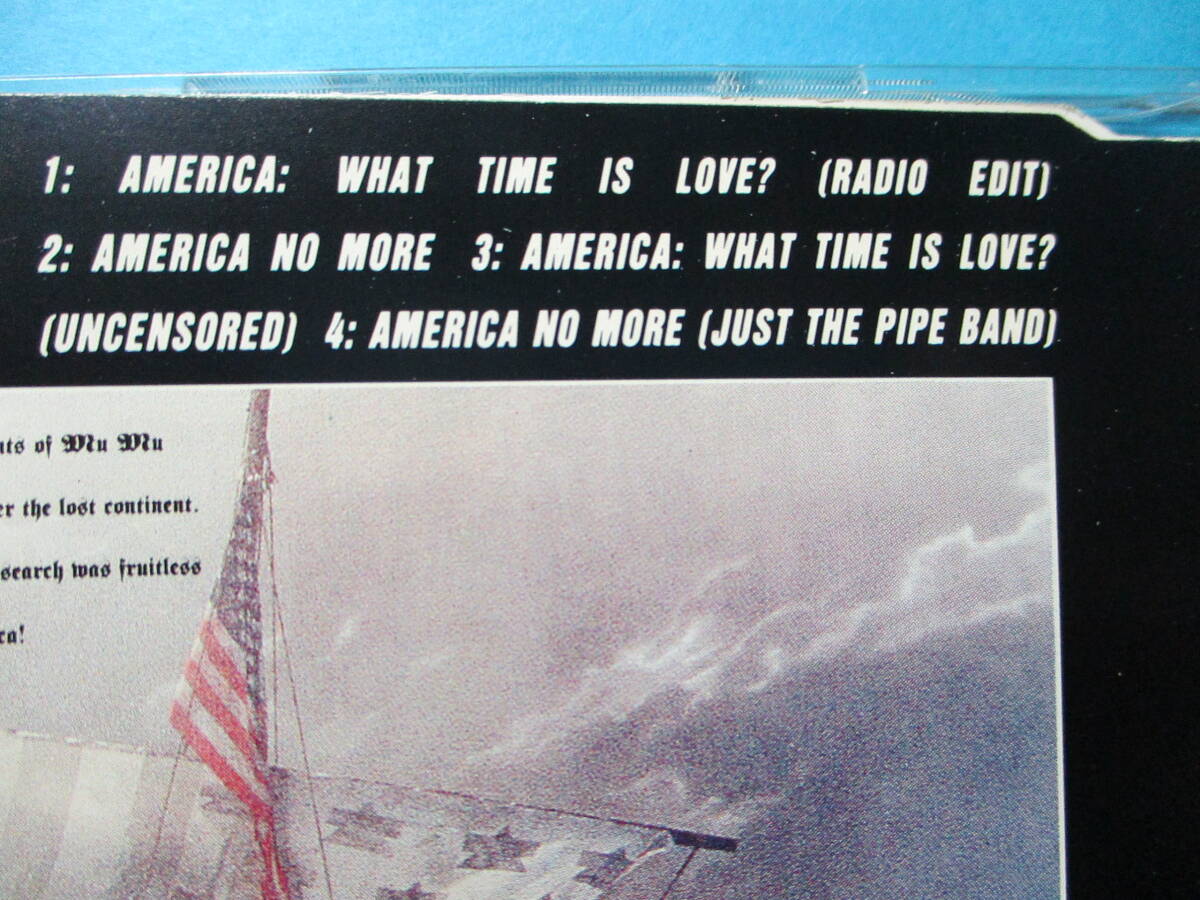 1: AMERICA: WHAT TIME IS LOVE? (RADIO EDIT)
2: AMERICA NO MORE 3: AMERICA: WHAT TIME IS LOVE?
(UNCENSORED) 4: AMERICA NO MORE (JUST THE PIPE BAND)
of Mu Mu
the lost continent.
search was fruitless